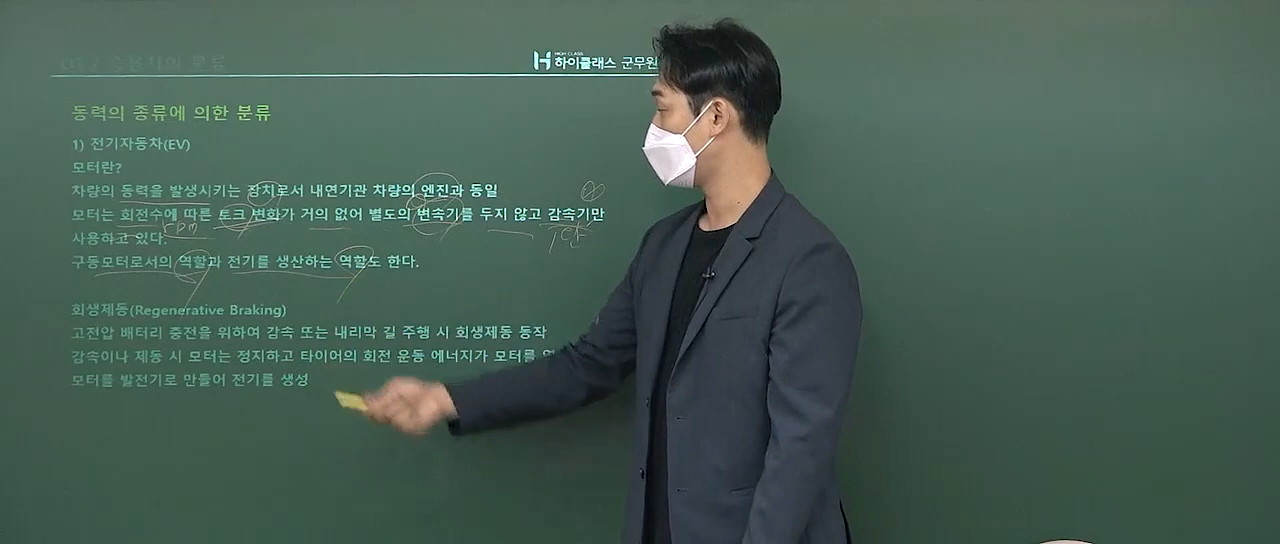 HIGH CLASS
하이클래스 군무원
동력의 종류에 의한 분류
1) 전기자동차(EV)
모터란?
차량의 동력을 발생시키는 장치로서 내연기관 차량의 엔진과 동일
모터는 회전수에 따른 토크 변화가 거의 없어 별도의 변속기를 두지 않고 감속기만
rpm
1단
사용하고 있다.
구동모터로서의 역할과 전기를 생산하는 역할도 한다.
회생제동(Regenerative Braking)
고전압 배터리 충전을 위하여 감속 또는 내리막 길 주행 시 회생제동 동작
감속이나 제동 시 모터는 정지하고 타이어의 회전 운동 에너지가 모터를
모터를 발전기로 만들어 전기를 생성